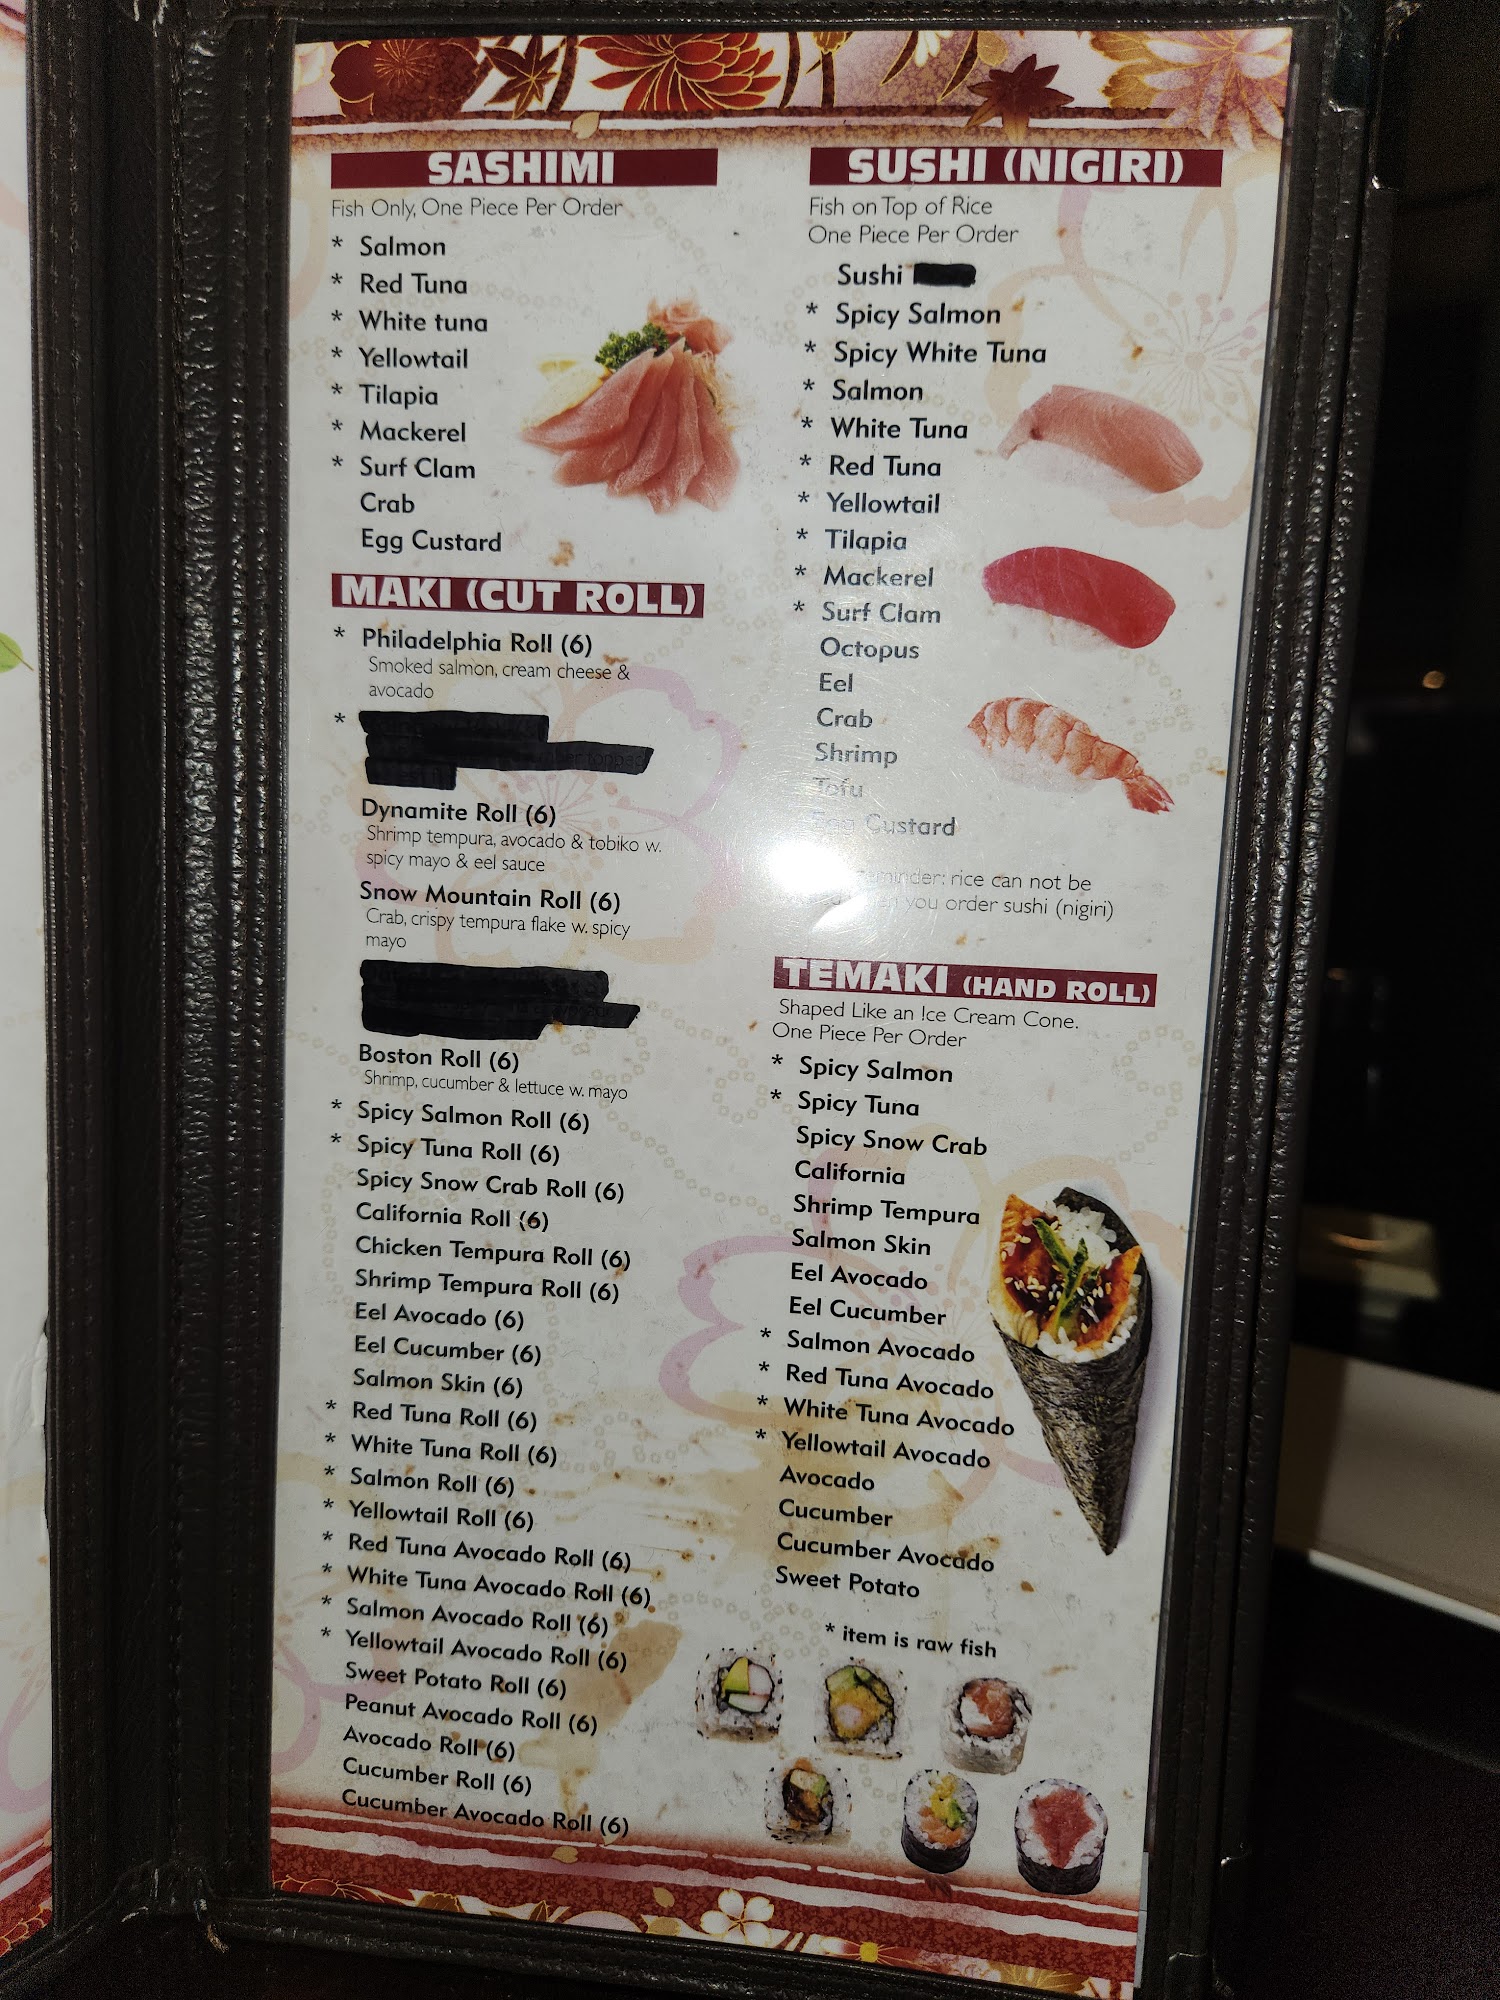 SASHIMI
Fish Only, One Piece Per Order
* Salmon
* Red Tuna
* White tuna
* Yellowtail
* Tilapia
* Mackerel
* Surf Clam
Crab
Egg Custard
MAKI (CUT ROLL)
* Philadelphia Roll (6)
Smoked salmon, cream cheese &
avocado
*
Dynamite Roll (6)
Shrimp tempura, avocado & tobiko w.
spicy mayo & eel sauce
Snow Mountain Roll (6)
Crab, crispy tempura flake w. spicy
mayo
Boston Roll (6)
Shrimp, cucumber & lettuce w. mayo
* Spicy Salmon Roll (6)
* Spicy Tuna Roll (6)
Spicy Snow Crab Roll (6)
California Roll (6)
Chicken Tempura Roll (6)
Shrimp Tempura Roll (6)
Eel Avocado (6)
Eel Cucumber (6)
Salmon Skin (6)
* Red Tuna Roll (6)
* White Tuna Roll (6)
* Salmon Roll (6)
* Yellowtail Roll (6)
* Red Tuna Avocado Roll (6)
* White Tuna Avocado Roll (6)
* Salmon Avocado Roll (6)
* Yellowtail Avocado Roll (6)
Sweet Potato Roll (6)
Peanut Avocado Roll (6)
Avocado Roll (6)
Cucumber Roll (6)
Cucumber Avocado Roll (6)
SUSHI (NIGIRI)
Fish on Top of Rice
One Piece Per Order
Sushi
* Spicy Salmon
* Spicy White Tuna
* Salmon
* White Tuna
* Red Tuna
* Yellowtail
* Tilapia
* Mackerel
* Surf Clam
Octopus
Eel
Crab
Shrimp
Tofu
Egg Custard
rice can not be
you order sushi (nigiri)
TEMAKI (HAND ROLL)
Shaped Like an Ice Cream Cone.
One Piece Per Order
* Spicy Salmon
* Spicy Tuna
Spicy Snow Crab
California
Shrimp Tempura
Salmon Skin
Eel Avocado
Eel Cucumber
* Salmon Avocado
* Red Tuna Avocado
* White Tuna Avocado
* Yellowtail Avocado
Avocado
Cucumber
Cucumber Avocado
Sweet Potato
* item is raw fish